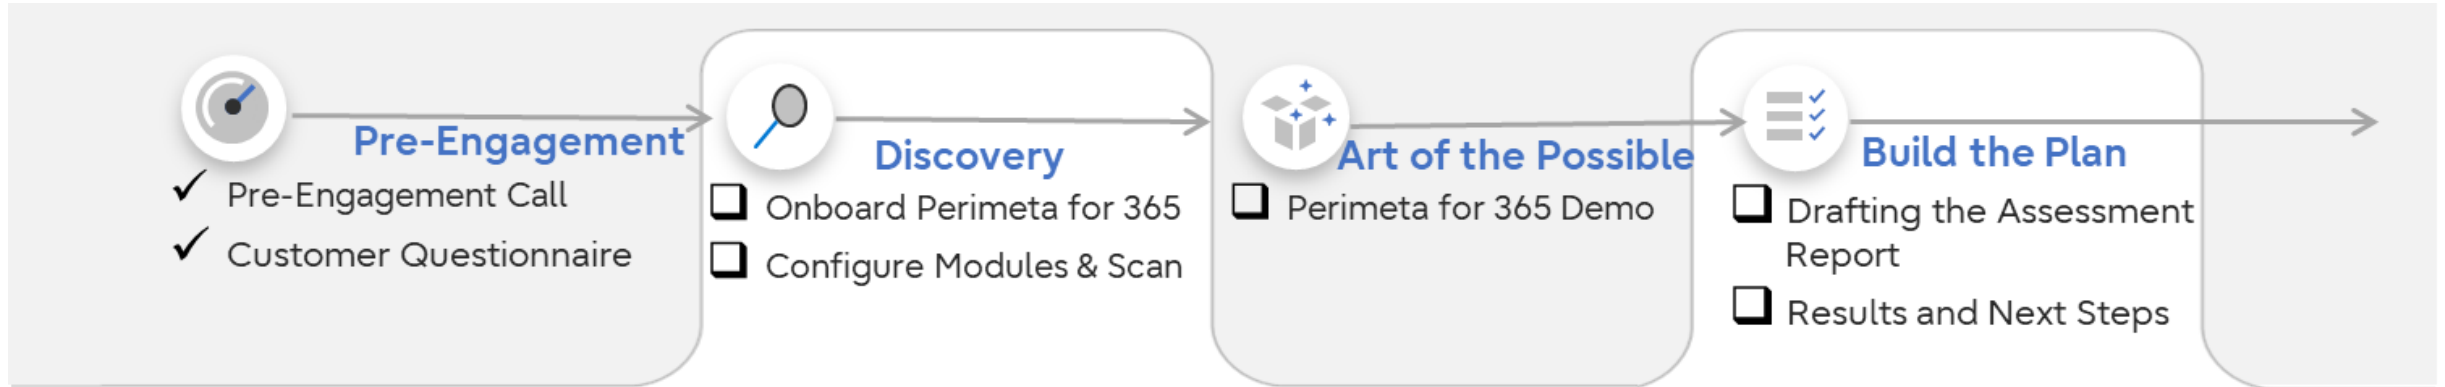 Pre-Engagement
Pre-Engagement Call
Customer Questionnaire
Discovery
Onboard Perimeta for 365
Configure Modules & Scan
Art of the Possible
Perimeta for 365 Demo
Build the Plan
Drafting the Assessment
Report
Results and Next Steps